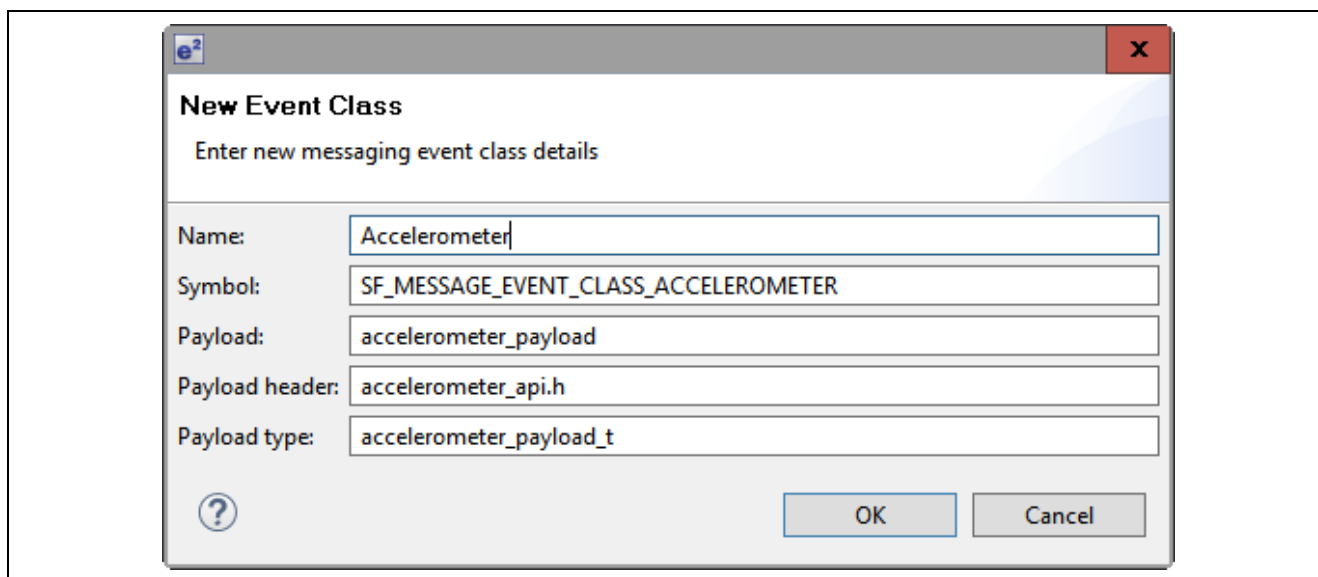 e²
x
New Event Class
Enter new messaging event class details
Name: Accelerometer
Symbol: SF_MESSAGE_EVENT_CLASS_ACCELEROMETER
Payload: accelerometer_payload
Payload header: accelerometer_api.h
Payload type: accelerometer_payload_t
? OK Cancel